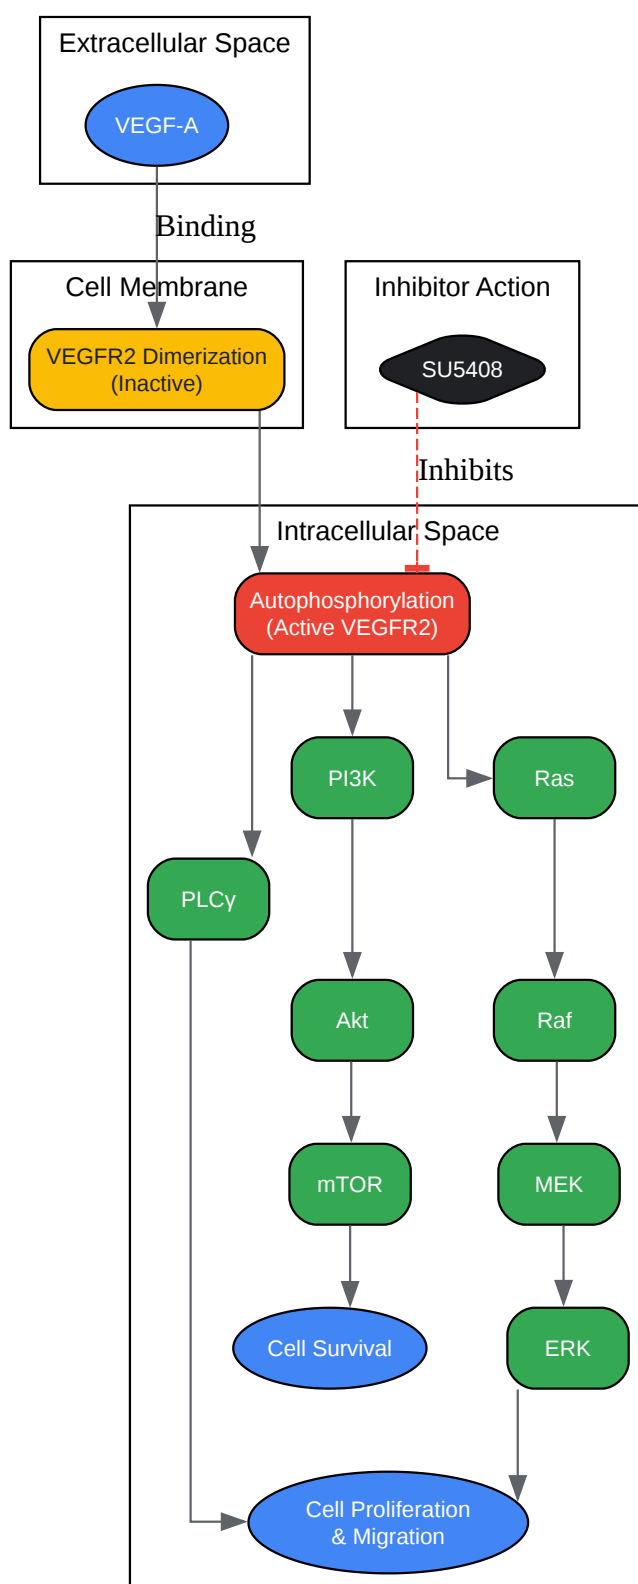 Extracellular Space
VEGF-A
Binding
Cell Membrane
VEGFR2 Dimerization
(Inactive)
Inhibitor Action
SU5408
Inhibits
Intracellular Space
Autophosphorylation
(Active VEGFR2)
PI3K
Ras
PLCγ
Akt
Raf
mTOR
MEK
Cell Survival
ERK
Cell Proliferation
& Migration